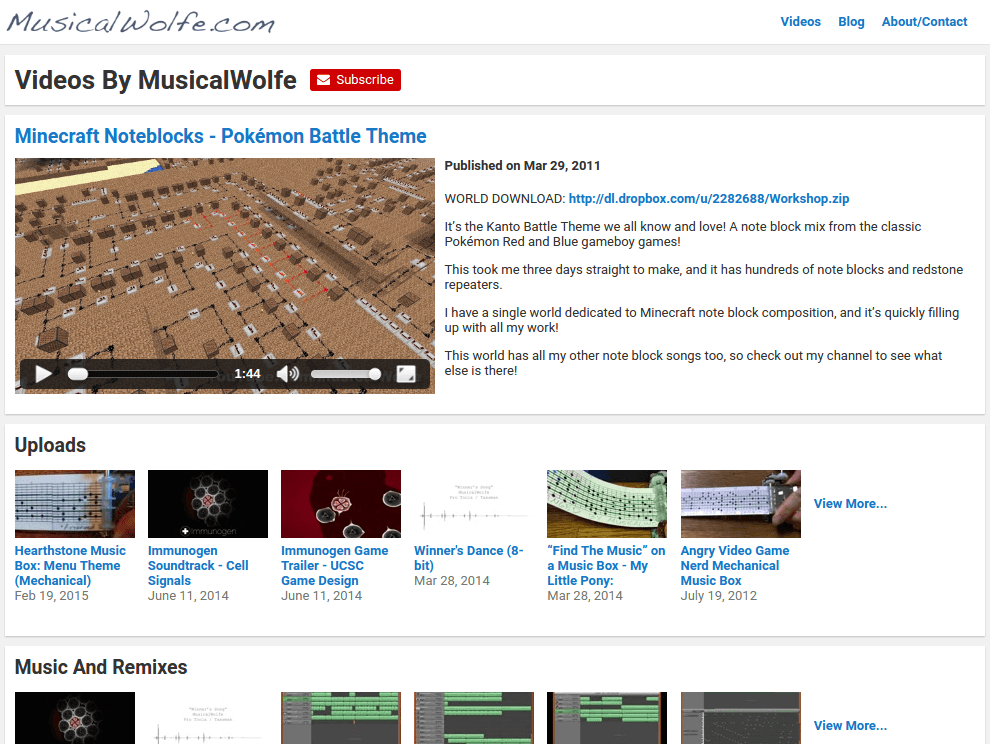 MusicalWolfe.com
Videos Blog About/Contact
Videos By MusicalWolfe
Subscribe
Minecraft Noteblocks - Pokémon Battle Theme
Published on Mar 29, 2011
WORLD DOWNLOAD: http://dl.dropbox.com/u/2282688/Workshop.zip
It's the Kanto Battle Theme we all know and love! A note block mix from the classic
Pokémon Red and Blue gameboy games!
This took me three days straight to make, and it has hundreds of note blocks and redstone
repeaters.
I have a single world dedicated to Minecraft note block composition, and it's quickly filling
up with all my work!
This world has all my other note block songs too, so check out my channel to see what
else is there!
1:44
Uploads
immunogen
"Winner's Song"
MusicalWolfe
Hearthstone Music
Box: Menu Theme
(Mechanical)
Feb 19, 2015
Immunogen
Soundtrack - Cell
Signals
June 11, 2014
Immunogen Game
Trailer - UCSC
Game Design
June 11, 2014
Winner's Dance (8-
bit)
Mar 28, 2014
“Find The Music” on
a Music Box - My
Little Pony:
Mar 28, 2014
Angry Video Game
Nerd Mechanical
Music Box
July 19, 2012
View More...
Music And Remixes
"Winner's Song"
MusicalWolfe
View More...